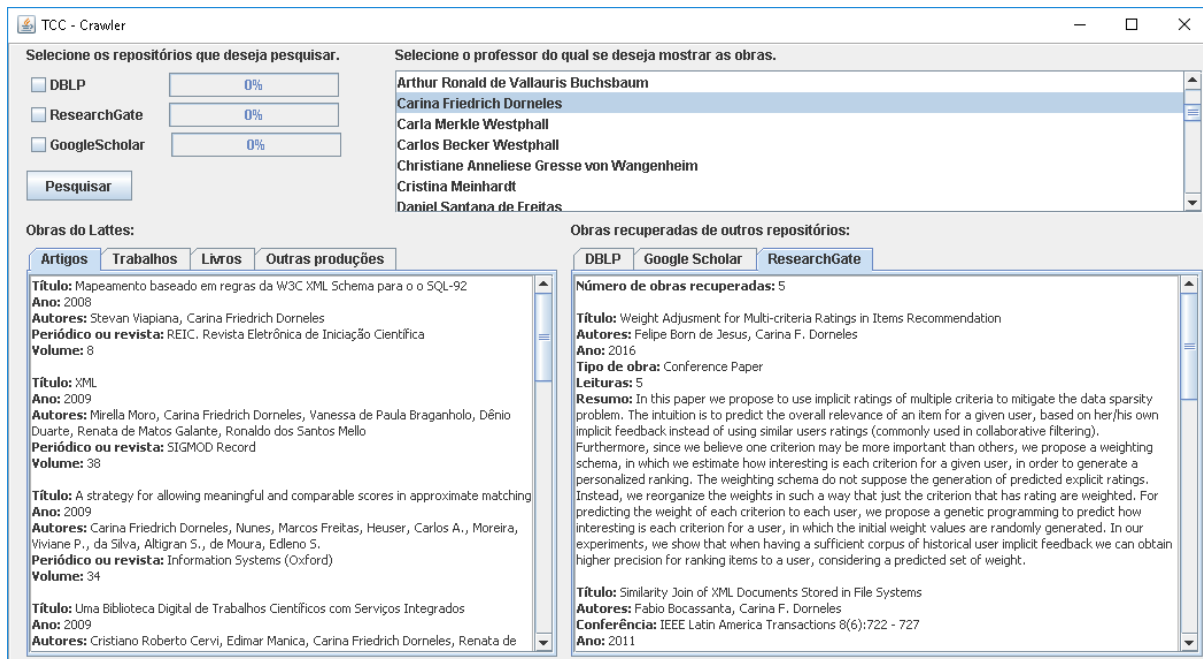 TCC - Crawler
Selecione os repositórios que deseja pesquisar.
DBLP
0%
ResearchGate
0%
GoogleScholar
0%
Pesquisar
Selecione o professor do qual se deseja mostrar as obras.
Arthur Ronald de Vallauris Buchsbaum
Carina Friedrich Dorneles
Carla Merkle Westphall
Carlos Becker Westphall
Christiane Anneliese Gresse von Wangenheim
Cristina Meinhardt
Daniel Santana de Freitas
Obras do Lattes:
Artigos
Trabalhos
Livros
Outras produções
Título: Mapeamento baseado em regras da W3C XML Schema para o o SQL-92
Ano: 2008
Autores: Stevan Viapiana, Carina Friedrich Dorneles
Periódico ou revista: REIC. Revista Eletrônica de Iniciação Científica
Volume: 8
Título: XML
Ano: 2009
Autores: Mirella Moro, Carina Friedrich Dorneles, Vanessa de Paula Braganholo, Dênio
Duarte, Renata de Matos Galante, Ronaldo dos Santos Mello
Periódico ou revista: SIGMOD Record
Volume: 38
Título: A strategy for allowing meaningful and comparable scores in approximate matching
Ano: 2009
Autores: Carina Friedrich Dorneles, Nunes, Marcos Freitas, Heuser, Carlos A., Moreira,
Viviane P., da Silva, Altigran S., de Moura, Edleno S.
Periódico ou revista: Information Systems (Oxford)
Volume: 34
Título: Uma Biblioteca Digital de Trabalhos Científicos com Serviços Integrados
Ano: 2009
Autores: Cristiano Roberto Cervi, Edimar Manica, Carina Friedrich Dorneles, Renata de
Obras recuperadas de outros repositórios:
DBLP
Google Scholar
ResearchGate
Número de obras recuperadas: 5
Título: Weight Adjusment for Multi-criteria Ratings in Items Recommendation
Autores: Felipe Born de Jesus, Carina F. Dorneles
Ano: 2016
Tipo de obra: Conference Paper
Leituras: 5
Resumo: In this paper we propose to use implicit ratings of multiple criteria to mitigate the data sparsity
problem. The intuition is to predict the overall relevance of an item for a given user, based on her/his own
implicit feedback instead of using similar users ratings (commonly used in collaborative filtering).
Furthermore, since we believe one criterion may be more important than others, we propose a weighting
schema, in which we estimate how interesting is each criterion for a given user, in order to generate a
personalized ranking. The weighting schema do not suppose the generation of predicted explicit ratings.
Instead, we reorganize the weights in such a way that just the criterion that has rating are weighted. For
predicting the weight of each criterion to each user, we propose a genetic programming to predict how
interesting is each criterion for a user, in which the initial weight values are randomly generated. In our
experiments, we show that when having a sufficient corpus of historical user implicit feedback we can obtain
higher precision for ranking items to a user, considering a predicted set of weight.
Título: Similarity Join of XML Documents Stored in File Systems
Autores: Fabio Bocassanta, Carina F. Dorneles
Conferência: IEEE Latin America Transactions 8(6):722 - 727
Ano: 2011